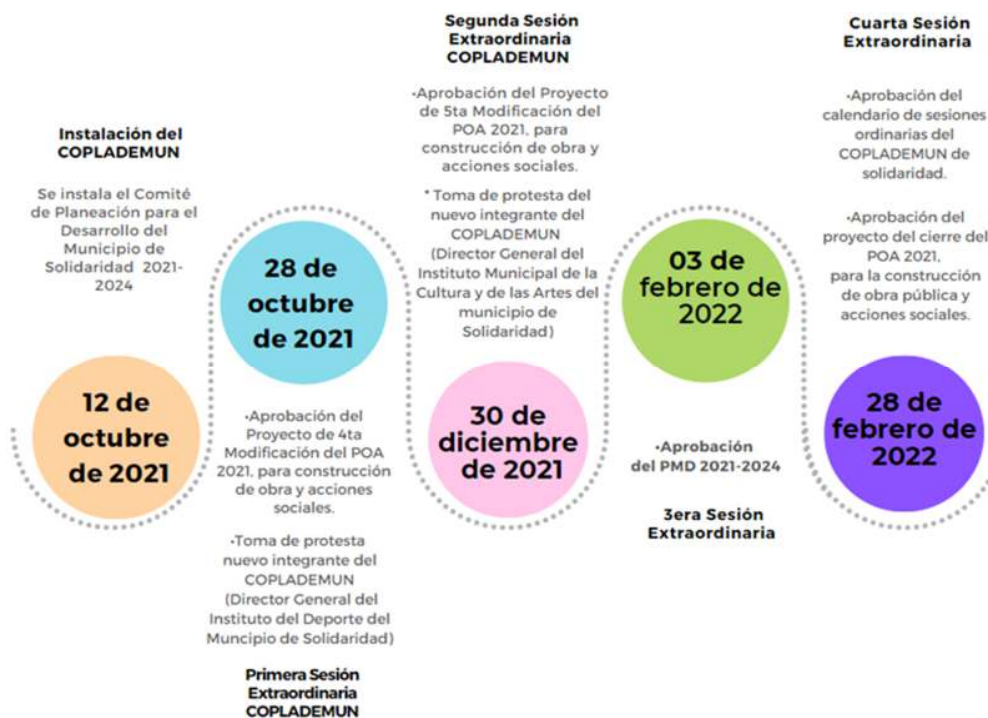 Instalación del
COPLADEMUN
Se instala el Comité
de Planeación para el
Desarrollo del
Municipio de
Solidaridad 2021-
2024
12 de
octubre
de 2021
28 de
octubre
de 2021
•Aprobación del
Proyecto de 4ta
Modificación del POA
2021, para construcción
de obra y acciones
sociales.
•Toma de protesta
nuevo integrante del
COPLADEMUN
(Director General del
Instituto del Deporte del
Muncipio de Solidaridad)
Primera Sesión
Extraordinaria
COPLADEMUN
Segunda Sesión
Extraordinaria
COPLADEMUN
•Aprobación del Proyecto
de 5ta Modificación del
POA 2021, para
construcción de obra y
acciones sociales.
* Toma de protesta del
nuevo integrante del
COPLADEMUN
(Director General del
Instituto Municipal de la
Cultura y de las Artes del
municipio de
Solidaridad)
30 de
diciembre
de 2021
03 de
febrero de
2022
•Aprobación
del PMD 2021-2024
3era Sesión
Extraordinaria
Cuarta Sesión
Extraordinaria
•Aprobación del
calendario de sesiones
ordinarias del
COPLADEMUN de
solidaridad.
•Aprobación del
proyecto del cierre del
POA 2021,
para la construcción
de obra pública y
acciones sociales.
28 de
febrero de
2022